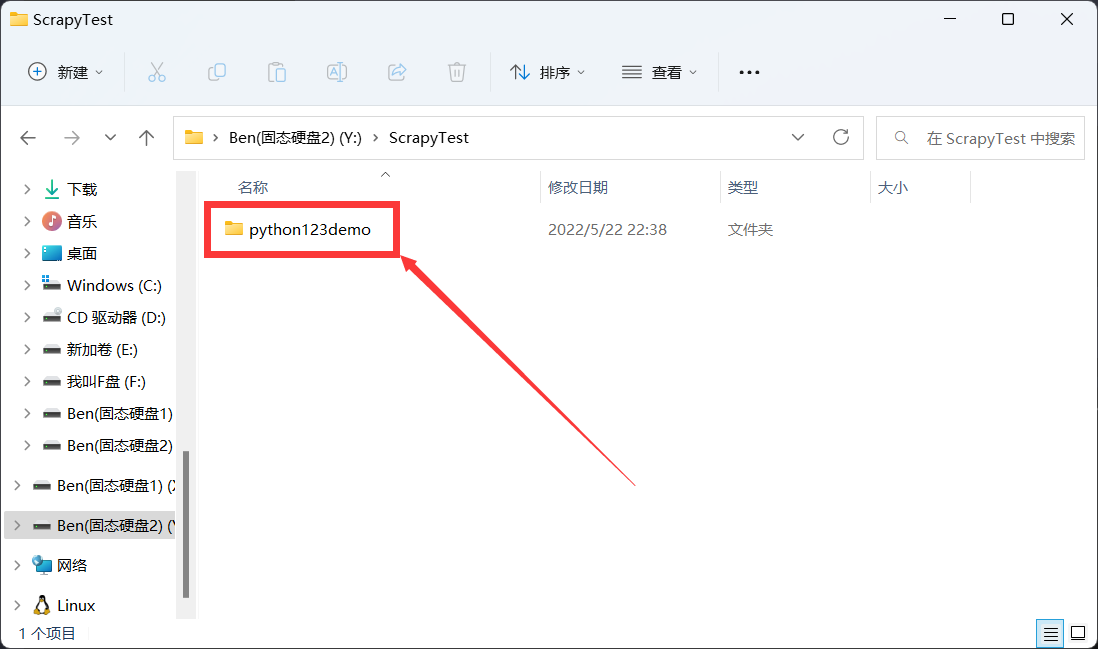 ScrapyTest
新建
排序
查看
Ben(固态硬盘2) (Y:)
ScrapyTest
在 ScrapyTest 中搜索
下载
音乐
桌面
Windows (C:)
CD 驱动器 (D:)
新加卷 (E:)
我叫F盘 (F:)
Ben(固态硬盘1)
Ben(固态硬盘2)
Ben(固态硬盘1) (
Ben(固态硬盘2) (
网络
Linux
名称
修改日期
类型
大小
python123demo
2022/5/22 22:38
文件夹
1 个项目